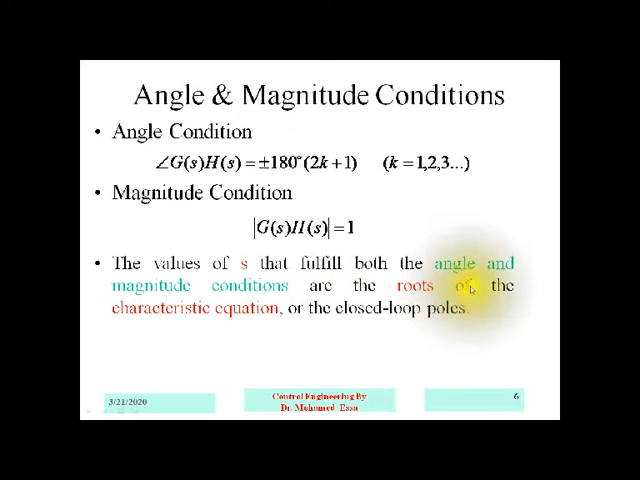 Angle & Magnitude Conditions
• Angle Condition
∠G(s)H(s) = ±180°(2k+1) (k = 1,2,3...)
• Magnitude Condition
|G(s)H(s)| = 1
• The values of s that fulfill both the angle and
magnitude conditions are the roots of the
characteristic equation, or the closed-loop poles.
3/21/2020
Control Engineering By
Dr. Mohamed Essa
6